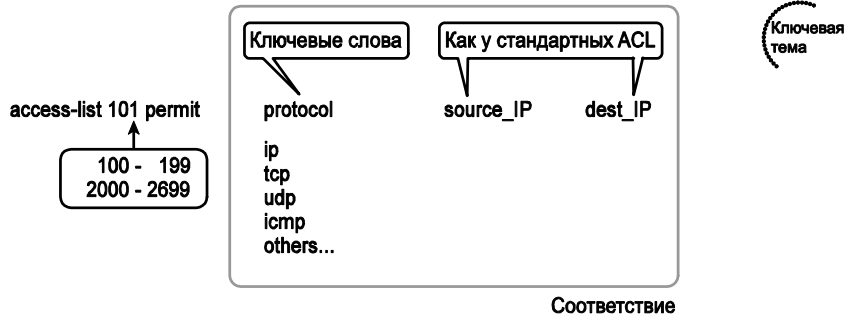 Ключевые слова
Как у стандартных ACL
Ключевая
тема
access-list 101 permit
protocol
source_IP
dest_IP
100 - 199
2000 - 2699
ip
tcp
udp
icmp
others...
Соответствие